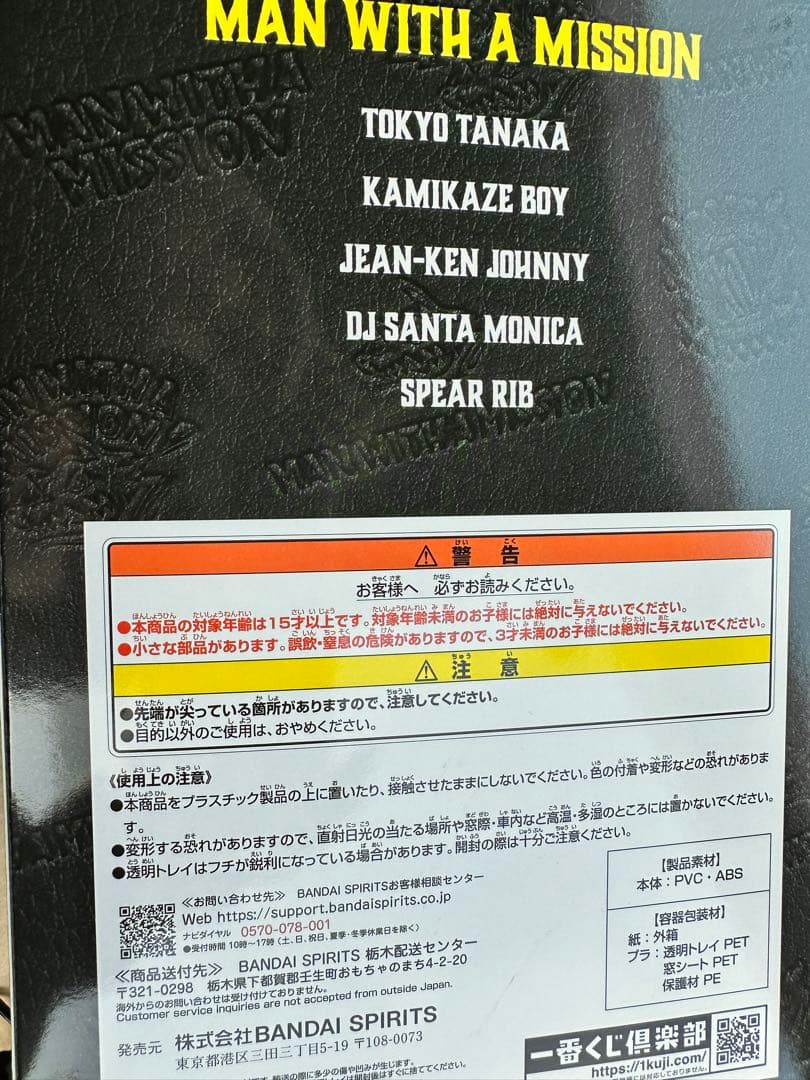 MAN WITH A MISSION
TOKYO TANAKA
KAMIKAZE BOY
JEAN-KEN JOHNNY
DJ SANTA MONICA
SPEAR RIB
MAN WITH A
MISSION
MAN WITH A MISSION
⚠警告
お客様へ 必ずお読みください。
●本商品の対象年齢は15才以上です。対象年齢未満のお子様には絶対に与えないでください。
●小さな部品があります。誤飲・窒息の危険がありますので、3才未満のお子様には絶対に与えないでください。
⚠注意
●先端が尖っている箇所がありますので、注意してください。
●目的以外のご使用は、おやめください。
《使用上の注意》
●本商品をプラスチック製品の上に置いたり、接触させたままにしないでください。色の付着や変形などの恐れがありま
す。
●変形する恐れがありますので、直射日光の当たる場所や窓際・車内など高温・多湿のところには置かないでください。
●透明トレイはフチが鋭利になっている場合があります。開封の際は十分ご注意ください。
≪お問い合わせ先≫ BANDAI SPIRITSお客様相談センター
Web https://support.bandaispirits.co.jp
ナビダイヤル 0570-078-001
●受付時間 10時〜17時(土、日、祝日、夏季・冬季休業日を除く)
≪商品送付先≫ BANDAI SPIRITS 栃木配送センター
〒321-0298 栃木県下都賀郡壬生町おもちゃのまち4-2-20
海外からのお問い合わせは受け付けておりません。
Customer service inquiries are not accepted from outside Japan.
発売元 株式会社BANDAI SPIRITS
東京都港区三田三丁目5-19 〒108-0073
【製品素材】
本体:PVC・ABS
【容器包装材】
紙:外箱
プラ:透明トレイ PET
窓シート PET
保護材 PE
一番くじ倶楽部
https://1kuji.com/